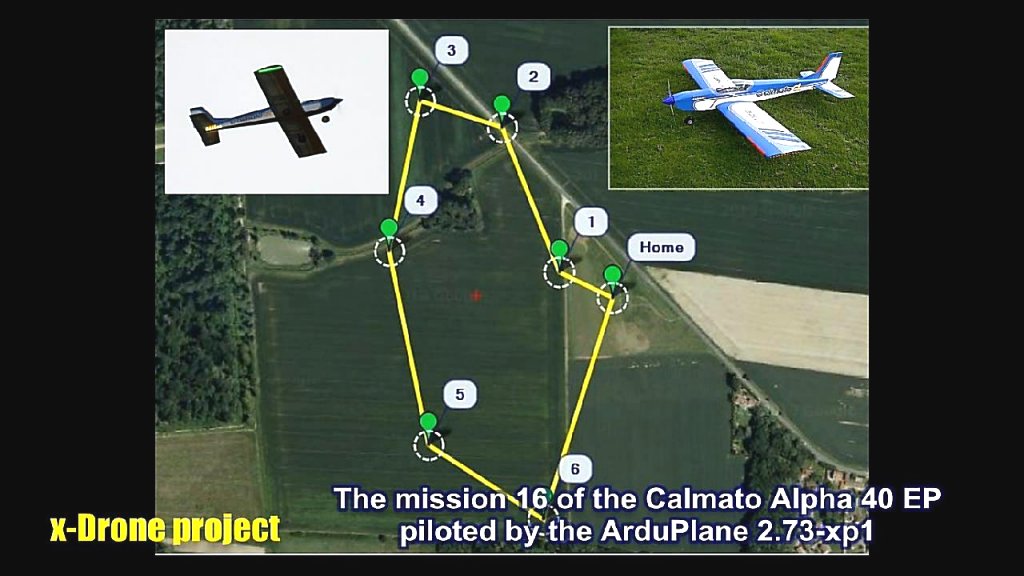 3
2
4
1
Home
5
6
The mission 16 of the Calmato Alpha 40 EP
x-Drone project
piloted by the ArduPlane 2.73-xp1